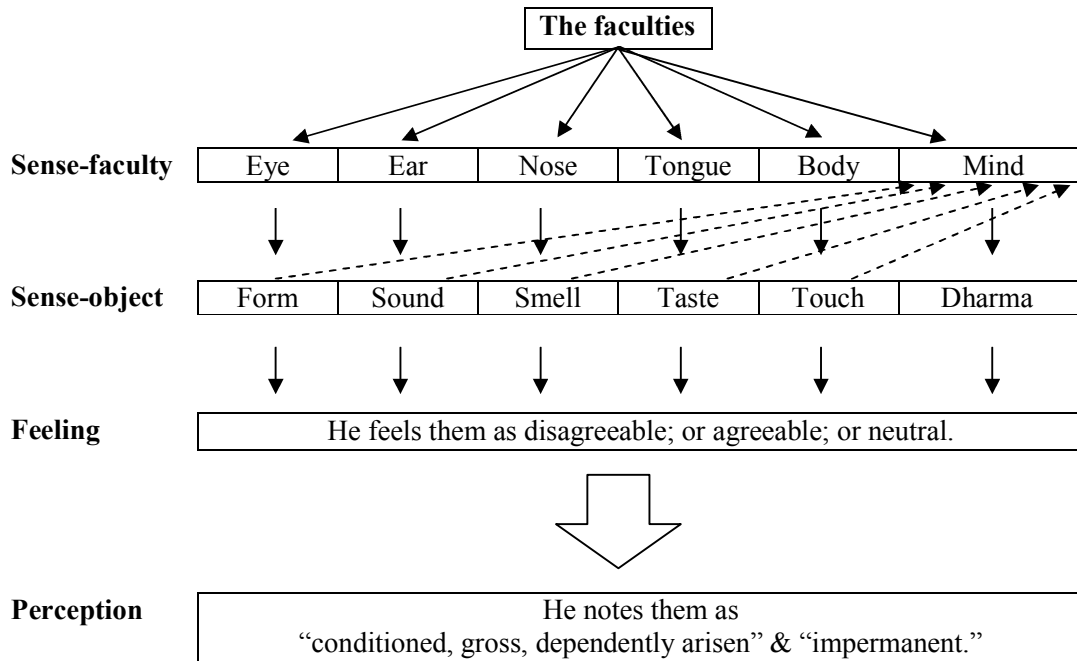 The faculties
Sense-faculty Eye Ear Nose Tongue Body Mind
Sense-object Form Sound Smell Taste Touch Dharma
Feeling He feels them as disagreeable; or agreeable; or neutral.
Perception He notes them as
“conditioned, gross, dependently arisen” & “impermanent.”